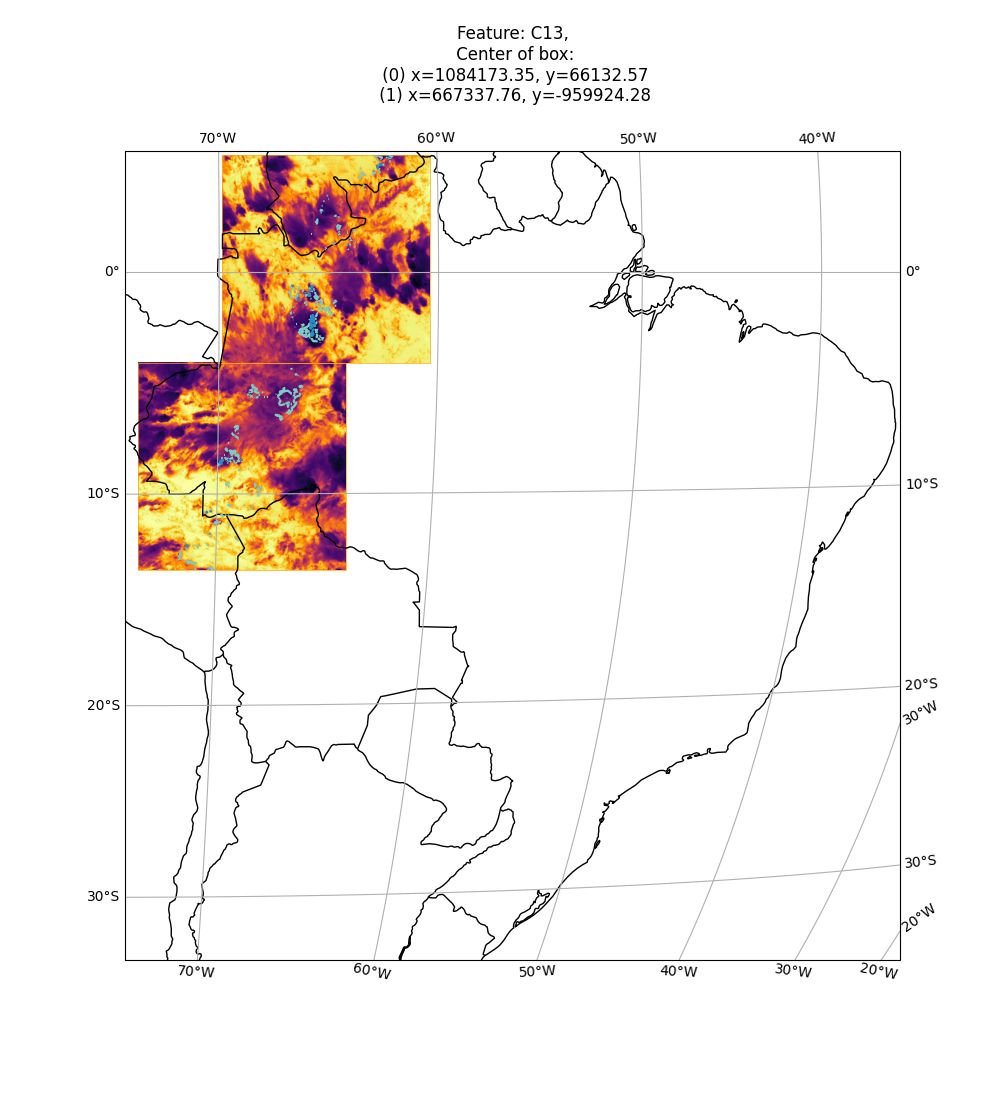 Feature: C13,
Center of box:
(0) x=1084173.35, y=66132.57
(1) x=667337.76, y=-959924.28
70°W 60°W 50°W 40°W
0° 0°
10°S 10°S
20°S 20°S
30°W
30°S 30°S
20°W
70°W 60°W 50°W 40°W 30°W 20°W